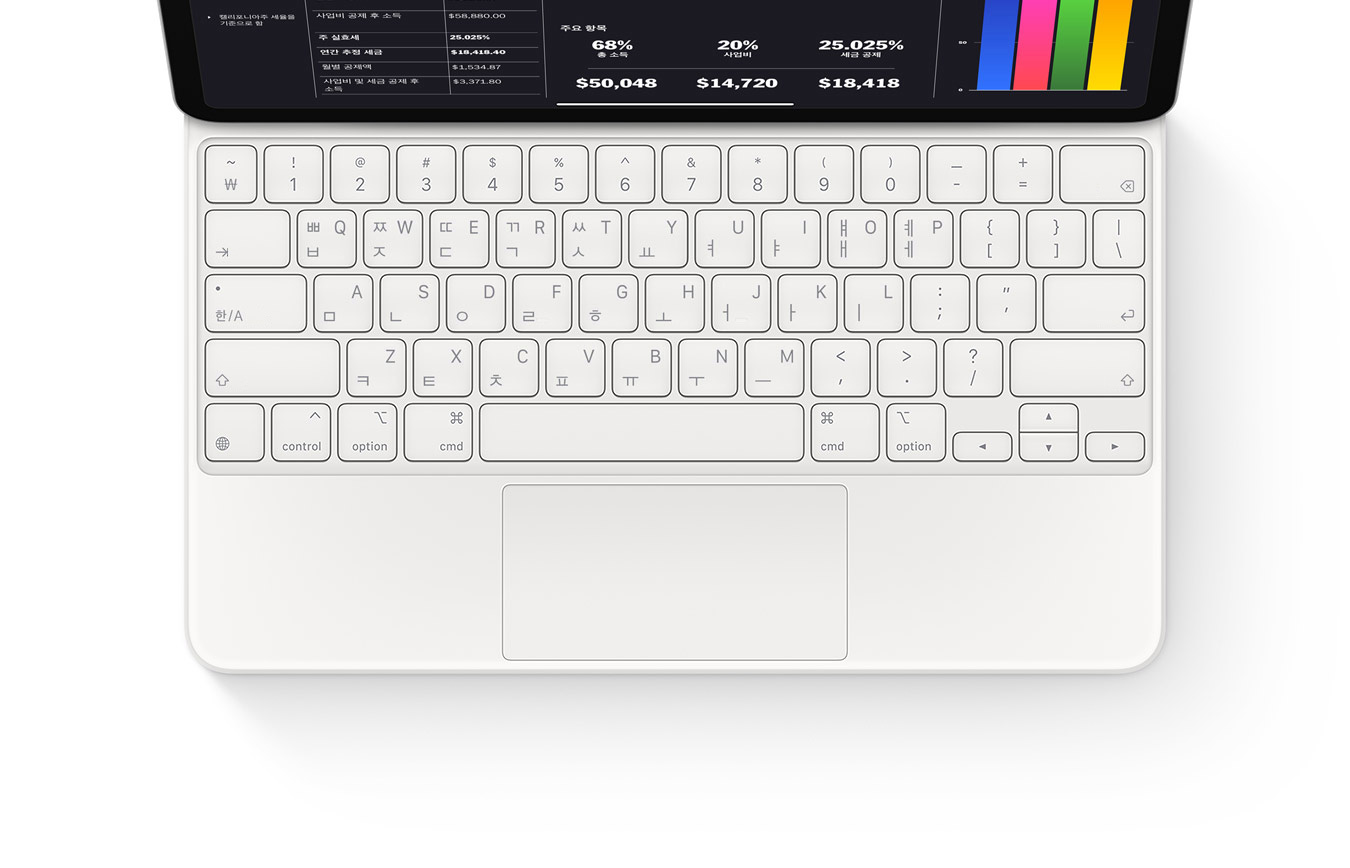 • 캘리포니아주 세율을
기준으로 함
사업비 공제 후 소득 $58,880.00
주 실효세 25.025%
연간 추정 세금 $18,418.40
월별 공제액 $1,534.87
사업비 및 세금 공제 후 $3,371.80
소득
주요 항목
68% 20% 25.025%
총 소득 사업비 세금 공제
$50,048 $14,720 $18,418
50
0
~ ! @ # $ % ^ & * ( ) _ +
₩ 1 2 3 4 5 6 7 8 9 0 - =
ㅃ Q ㅉ W ㄸ E ㄲ R ㅆ T Y U I ㅒ O ㅖ P { } |
ㅂ ㅈ ㄷ ㄱ ㅅ ㅛ ㅕ ㅑ ㅐ ㅔ [ ] \
A S D F G H J K L : "
한/A ㅁ ㄴ ㅇ ㄹ ㅎ ㅗ ㅓ ㅏ ㅣ ; '
Z X C V B N M < > ?
ㅋ ㅌ ㅊ ㅍ ㅠ ㅜ ㅡ , . /
^ ⌥ ⌘ ⌘ ⌥
control option cmd cmd option